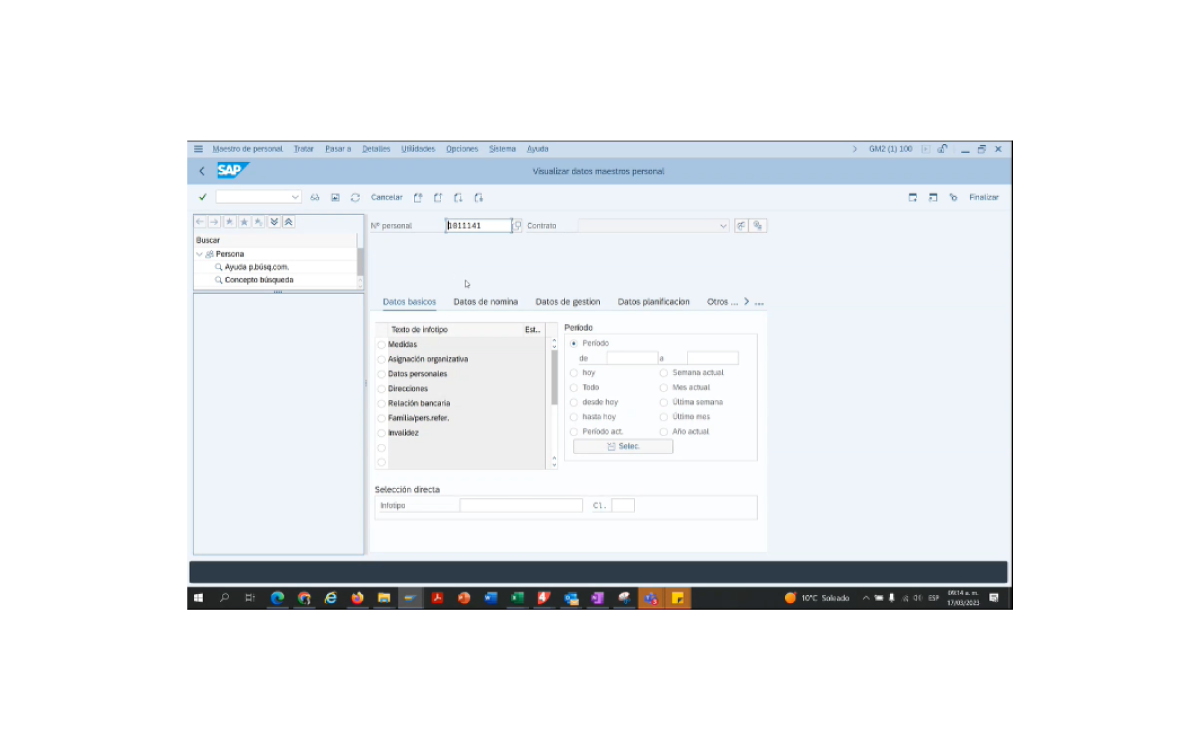 Maestro de personal Tratar Pasar a Detalles Utilidades Opciones Sistema Ayuda GM2 (1) 100
SAP Visualizar datos maestros personal
Cancelar Finalizar
Nº personal 1011141 Contrato
Buscar
Persona
Ayuda p.búsq.com.
Concepto búsqueda
Datos basicos Datos de nomina Datos de gestion Datos planificacion Otros ... ...
Texto de infotipo Est..
Medidas
Asignación organizativa
Datos personales
Direcciones
Relación bancaria
Familia/pers.refer.
Invalidez
Período
Período
de a
hoy Semana actual
Todo Mes actual
desde hoy Última semana
hasta hoy Último mes
Período act. Año actual
Selec.
Selección directa
Infotipo Cl.
10°C Soleado ESP 09:14 a. m.
17/03/2023